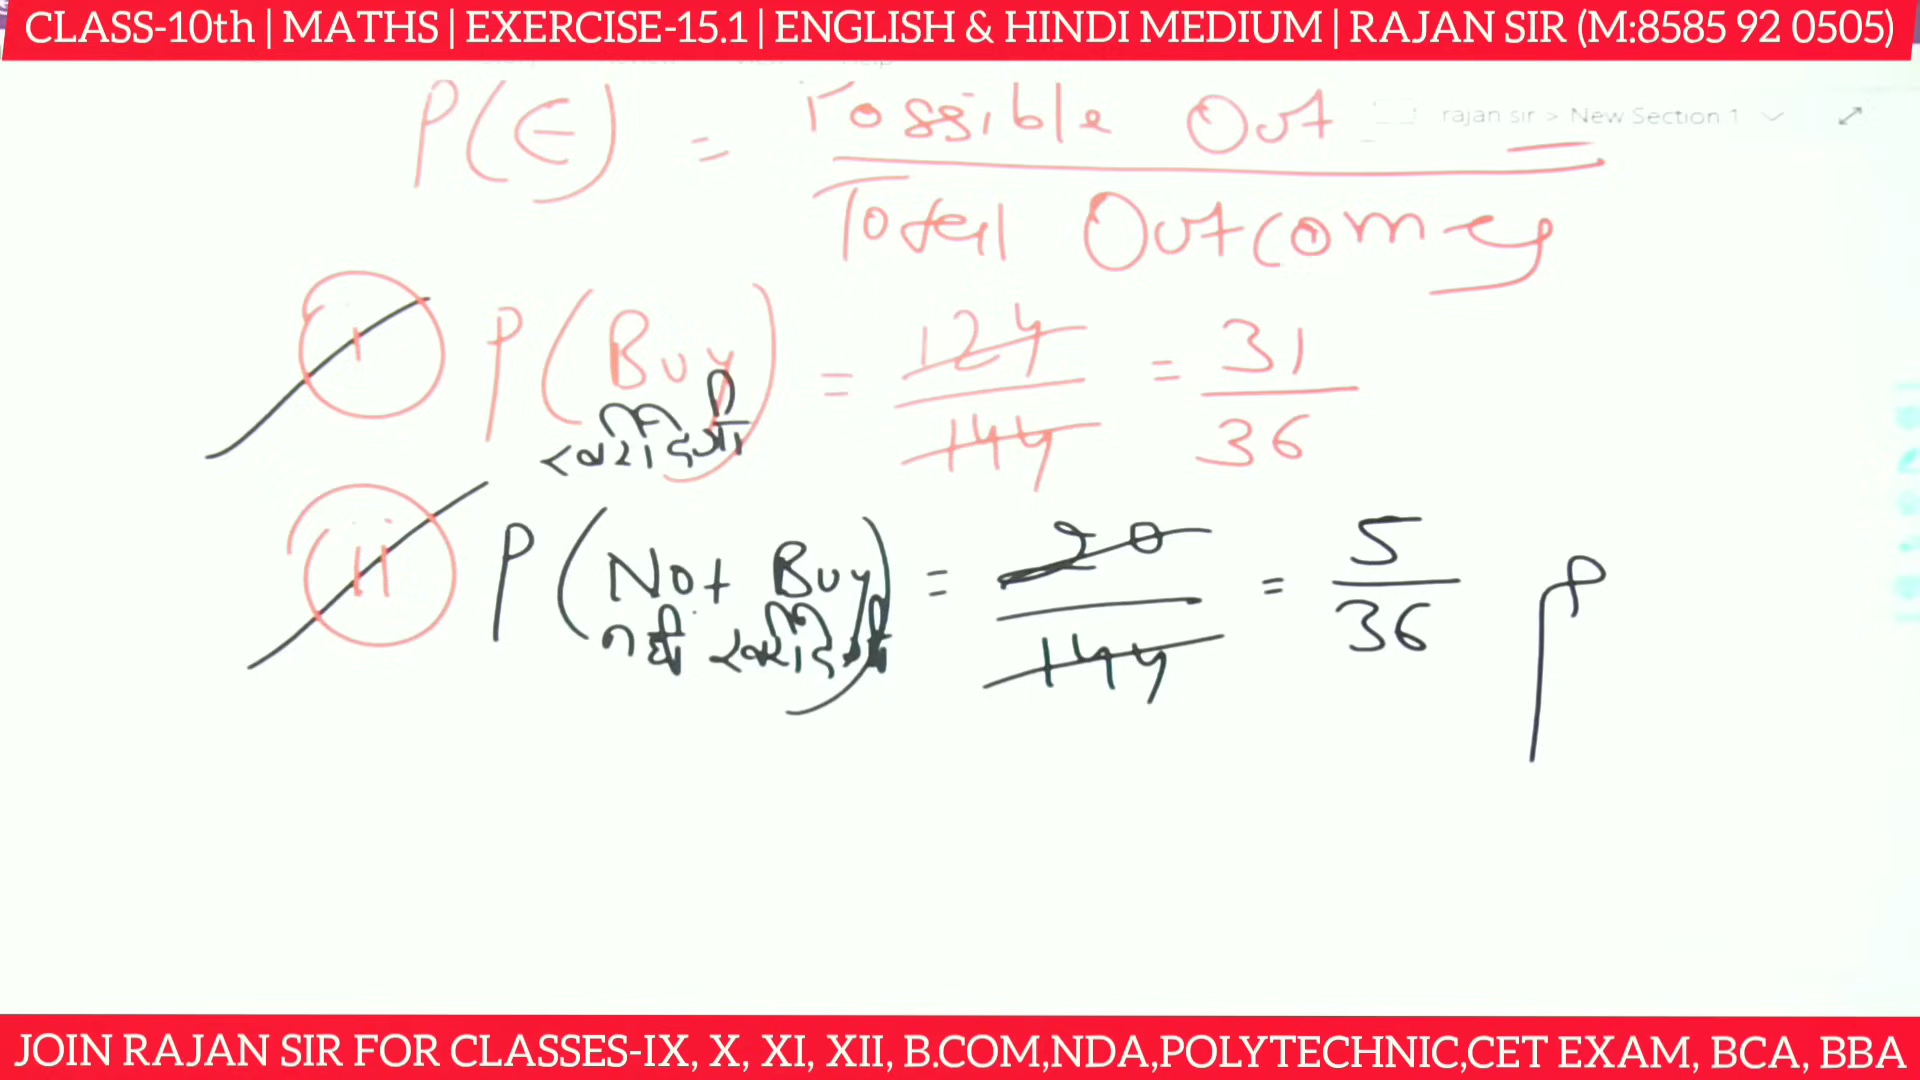 CLASS-10th | MATHS | EXERCISE-15.1 | ENGLISH & HINDI MEDIUM | RAJAN SIR (M:8585 92 0505)
rajan sir > New Section 1
P(E) = Possible Out / Total Outcomes
I P(Buy) = 124/144 = 31/36
खरीदेगी
II P(Not Buy) = 20/144 = 5/36 P
नहीं खरीदेगी
JOIN RAJAN SIR FOR CLASSES-IX, X, XI, XII, B.COM,NDA,POLYTECHNIC,CET EXAM, BCA, BBA